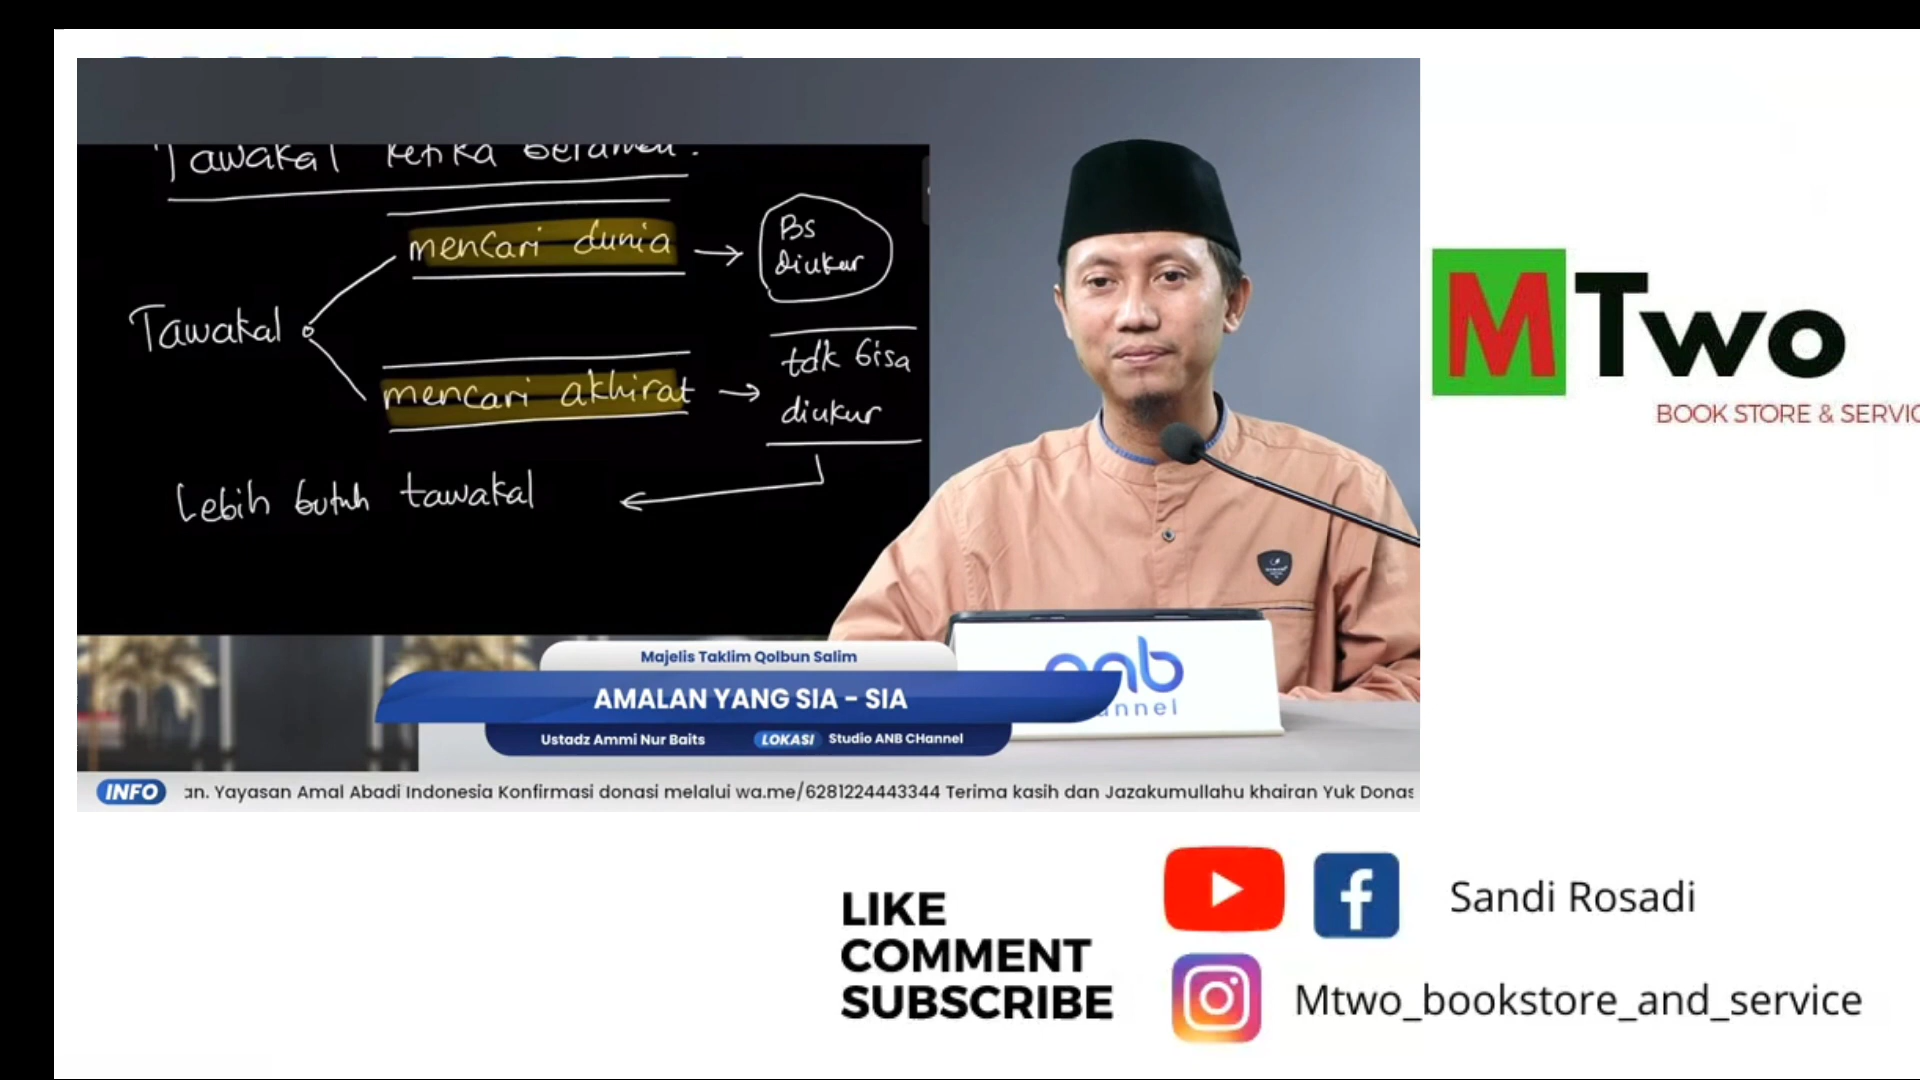 Tawakal ketika beramal.
mencari dunia
Bs
diukur
Tawakal
mencari akhirat
tdk bisa
diukur
Lebih butuh tawakal
MTwo
BOOK STORE & SERVIC
anb
annel
Majelis Taklim Qolbun Salim
AMALAN YANG SIA - SIA
Ustadz Ammi Nur Baits LOKASI Studio ANB CHannel
INFO an. Yayasan Amal Abadi Indonesia Konfirmasi donasi melalui wa.me/6281224443344 Terima kasih dan Jazakumullahu khairan Yuk Donas
LIKE
COMMENT
SUBSCRIBE
Sandi Rosadi
Mtwo_bookstore_and_service